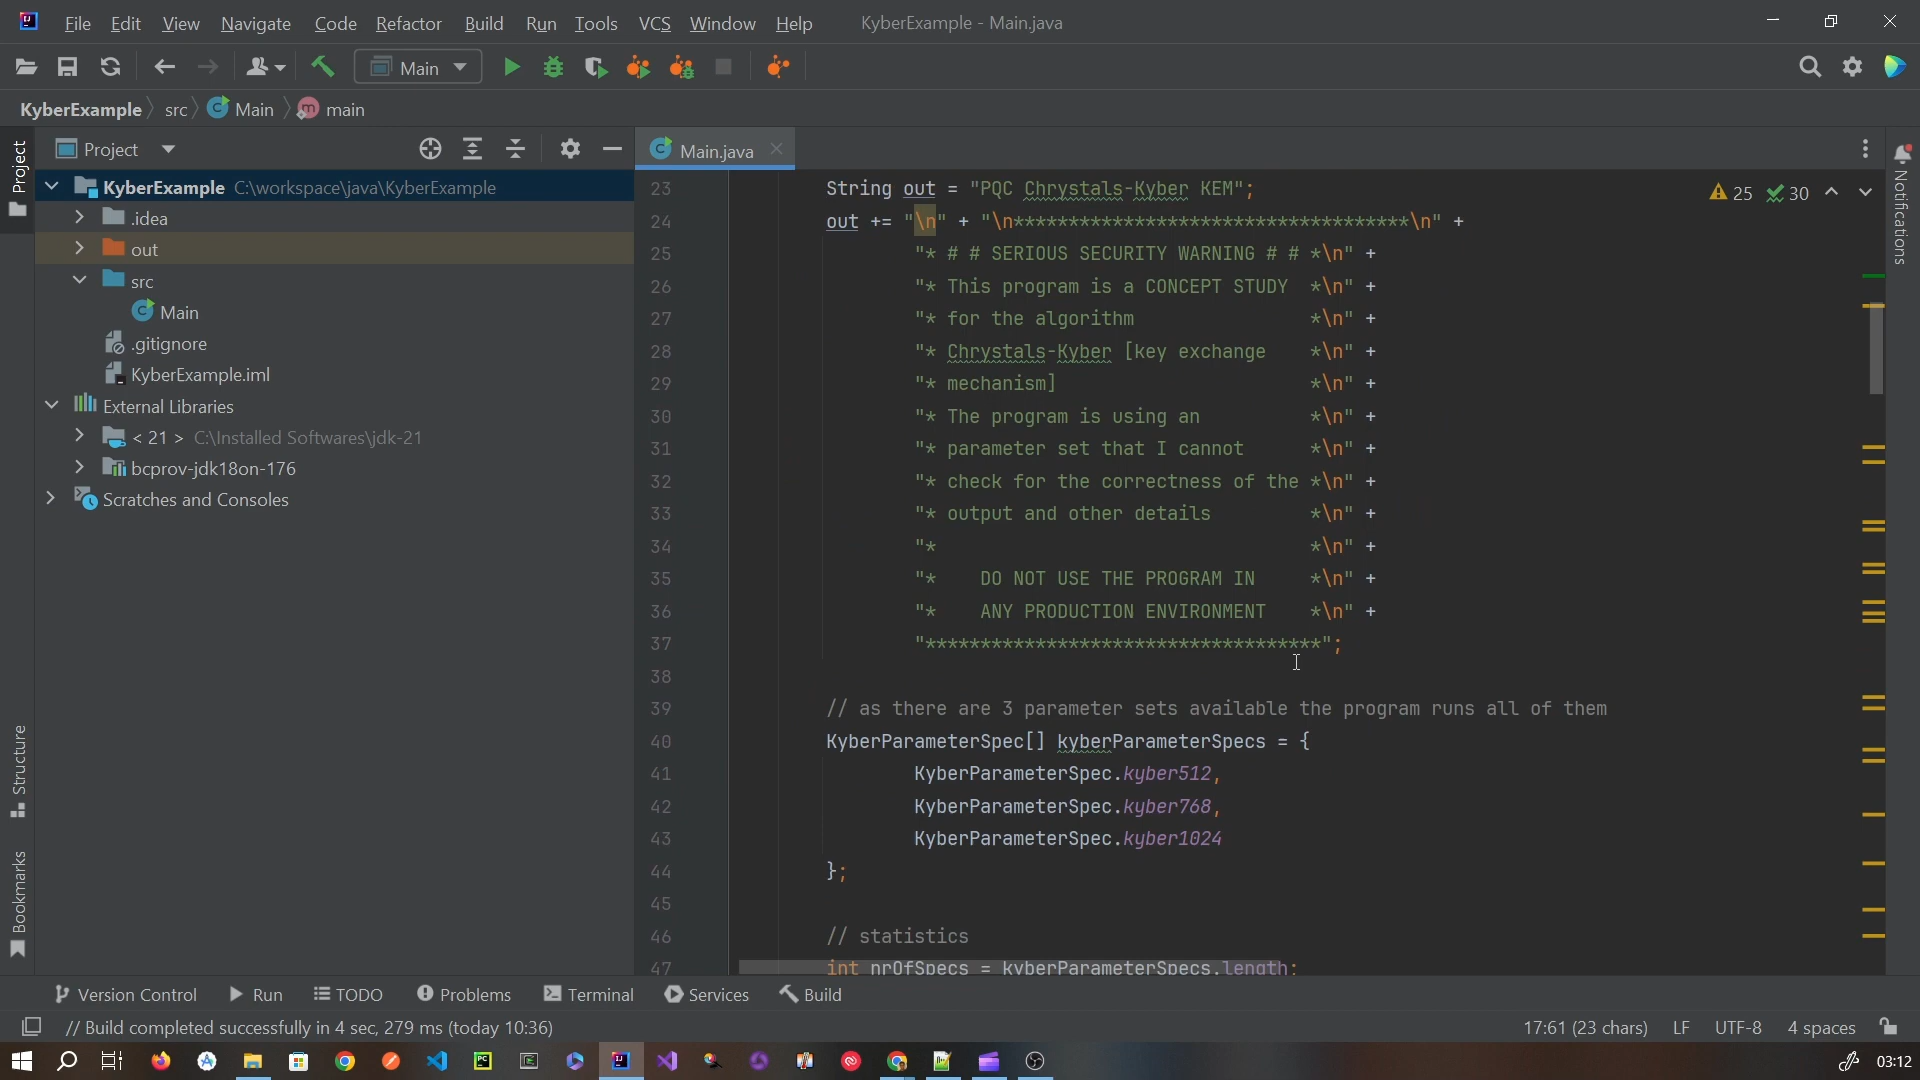 File Edit View Navigate Code Refactor Build Run Tools VCS Window Help KyberExample - Main.java
Main
KyberExample src Main main
Project
Project
KyberExample C:\workspace\java\KyberExample
.idea
out
src
Main
.gitignore
KyberExample.iml
External Libraries
< 21 > C:\Installed Softwares\jdk-21
bcprov-jdk18on-176
Scratches and Consoles
Structure
Bookmarks
Main.java
25 30
Notifications
23 String out = "PQC Chrystals-Kyber KEM";
24 out += "\n" + "\n************************************\n" +
25 "* # # SERIOUS SECURITY WARNING # # *\n" +
26 "* This program is a CONCEPT STUDY  *\n" +
27 "* for the algorithm                *\n" +
28 "* Chrystals-Kyber [key exchange    *\n" +
29 "* mechanism]                       *\n" +
30 "* The program is using an          *\n" +
31 "* parameter set that I cannot      *\n" +
32 "* check for the correctness of the *\n" +
33 "* output and other details         *\n" +
34 "*                                  *\n" +
35 "*    DO NOT USE THE PROGRAM IN     *\n" +
36 "*    ANY PRODUCTION ENVIRONMENT    *\n" +
37 "************************************";
38
39 // as there are 3 parameter sets available the program runs all of them
40 KyberParameterSpec[] kyberParameterSpecs = {
41 KyberParameterSpec.kyber512,
42 KyberParameterSpec.kyber768,
43 KyberParameterSpec.kyber1024
44 };
45
46 // statistics
47 int nrOfSpecs = kyberParameterSpecs.length;
Version Control Run TODO Problems Terminal Services Build
// Build completed successfully in 4 sec, 279 ms (today 10:36) 17:61 (23 chars) LF UTF-8 4 spaces
03:12